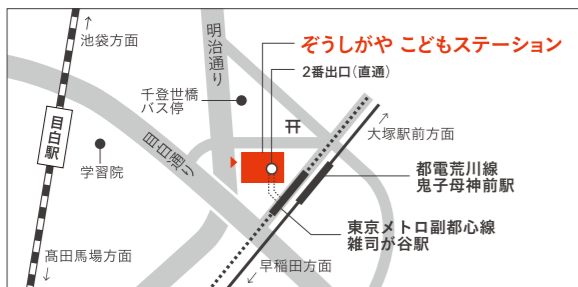 ↗
池袋方面
明治通り
ぞうしがや こどもステーション
2番出口(直通)
千登世橋
バス停
目白駅
学習院
目白通り
大塚駅前方面
都電荒川線
鬼子母神前駅
東京メトロ副都心線
雑司が谷駅
髙田馬場方面
早稲田方面